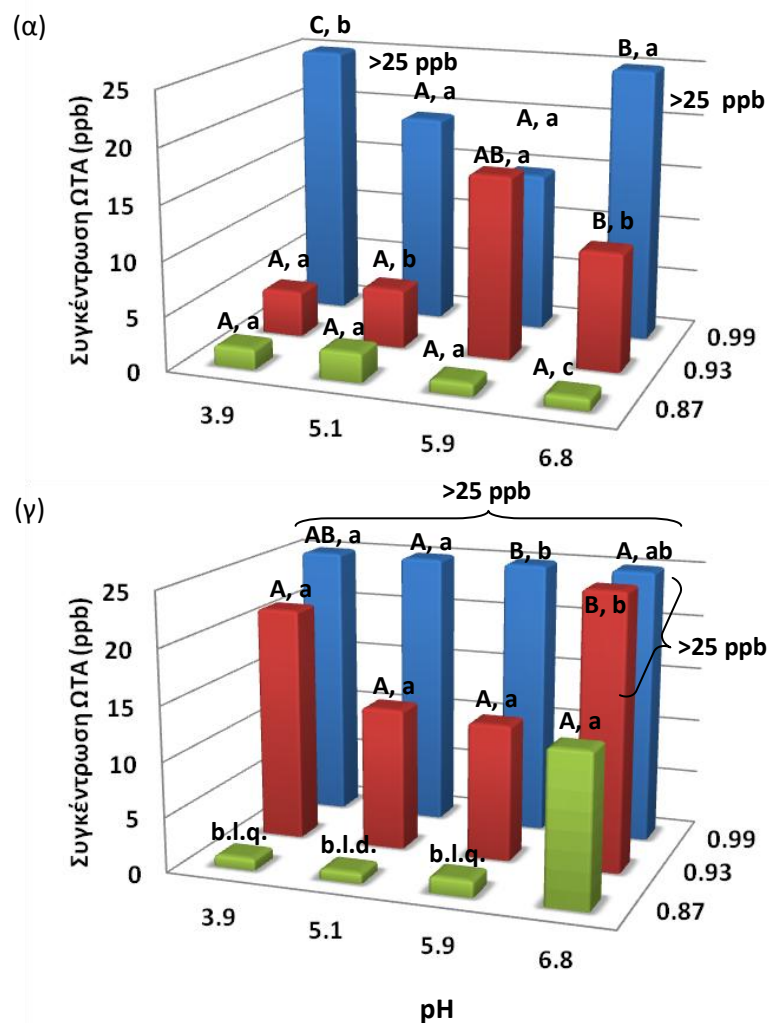 (α)
C, b
>25 ppb
A, a
A, a
B, a
>25 ppb
AB, a
B, b
A, a
A, b
A, a
A, a
A, a
A, c
Συγκέντρωση ΩΤΑ (ppb)
25
20
15
10
5
0
3.9
5.1
5.9
6.8
0.99
0.93
0.87
(γ)
>25 ppb
AB, a
A, a
B, b
A, ab
A, a
B, b
>25 ppb
A, a
A, a
A, a
b.l.q.
b.l.d.
b.l.q.
Συγκέντρωση ΩΤΑ (ppb)
25
20
15
10
5
0
3.9
5.1
5.9
6.8
0.99
0.93
0.87
pH